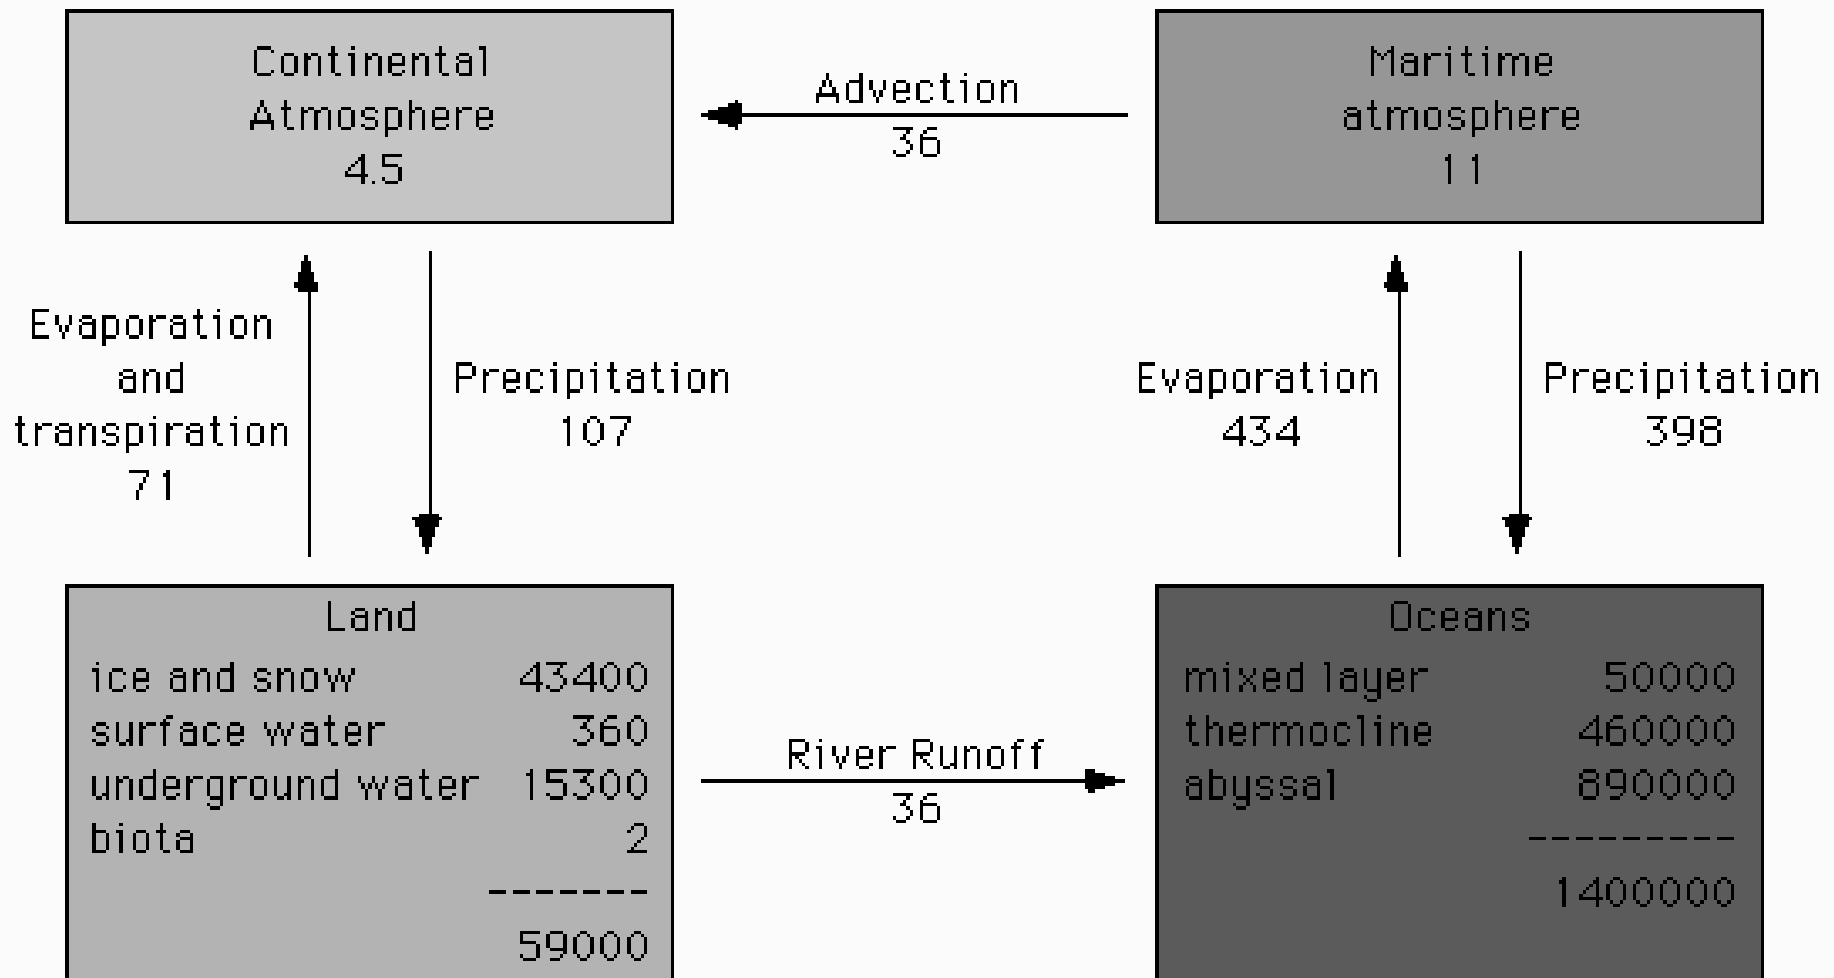 Continental
Atmosphere
4.5
Advection
36
Maritime
atmosphere
11
Evaporation
and
transpiration
71
Precipitation
107
Evaporation
434
Precipitation
398
Land
ice and snow 43400
surface water 360
underground water 15300
biota 2
-------
59000
River Runoff
36
Oceans
mixed layer 50000
thermocline 460000
abyssal 890000
---------
1400000